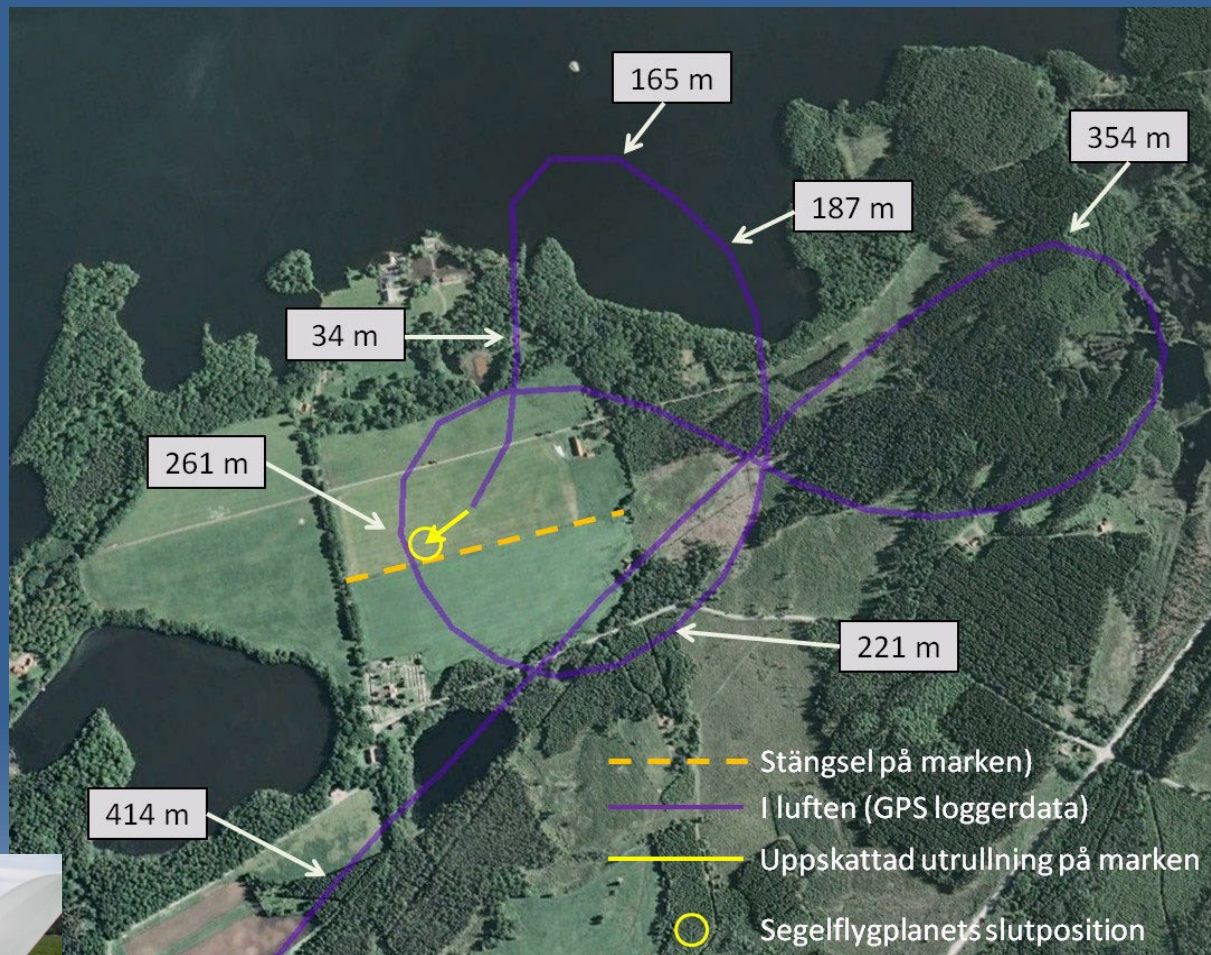 165 m
354 m
187 m
34 m
261 m
221 m
414 m
Stängsel på marken)
I luften (GPS loggerdata)
Uppskattad utrullning på marken
Segelflygplanets slutposition